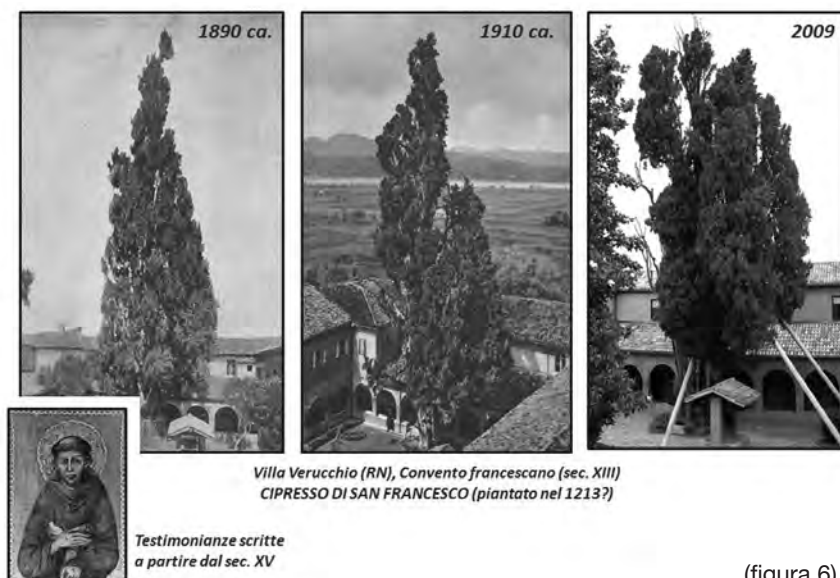 1890 ca.
1910 ca.
2009
Villa Verucchio (RN), Convento francescano (sec. XIII)
CIPRESSO DI SAN FRANCESCO (piantato nel 1213?)
Testimonianze scritte
a partire dal sec. XV
(figura 6)